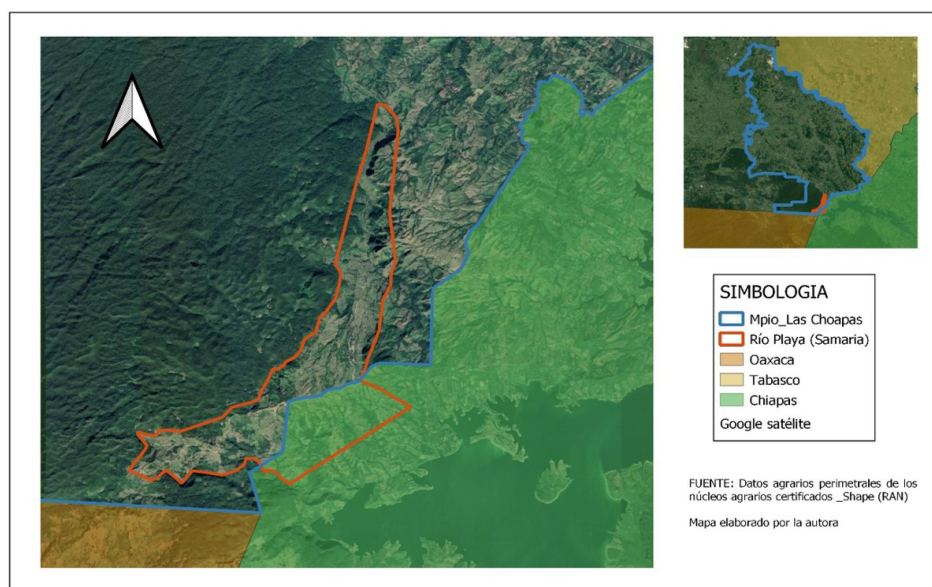 SIMBOLOGIA
Mpio_Las Choapas
Río Playa (Samaria)
Oaxaca
Tabasco
Chiapas
Google satélite
FUENTE: Datos agrarios perimetrales de los
núcleos agrarios certificados _Shape (RAN)
Mapa elaborado por la autora